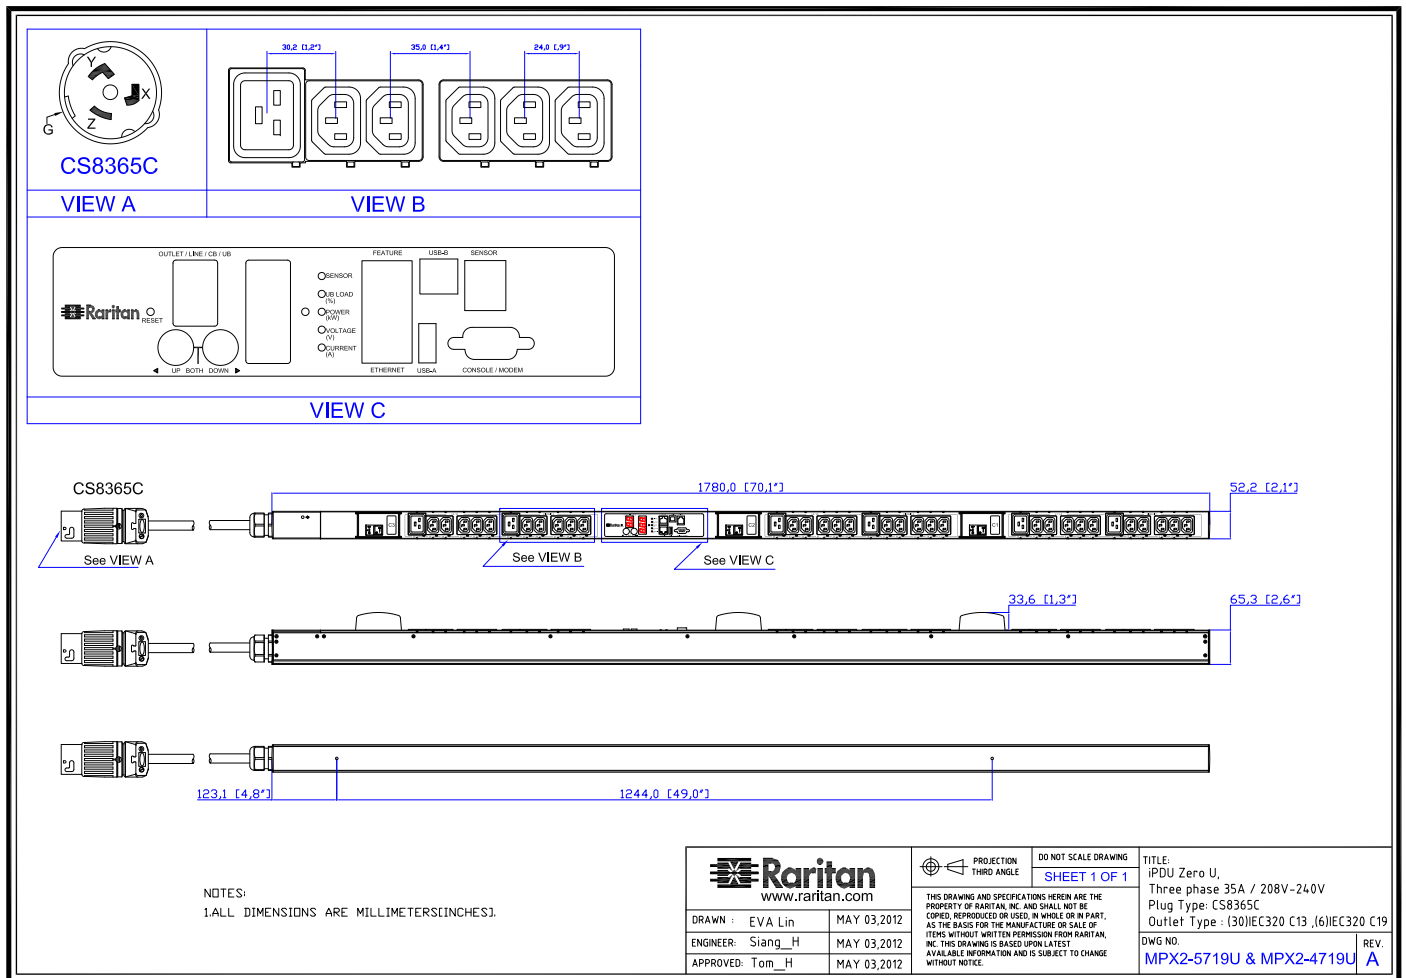 30,2 [1,2"]
35,0 [1,4"]
24,0 [,9"]
Y
X
Z
G
CS8365C
VIEW A
VIEW B
OUTLET / LINE / CB / UB
FEATURE
USB-B
SENSOR
SENSOR
UB LOAD
(%)
POWER
(kW)
VOLTAGE
(V)
CURRENT
(A)
Raritan
RESET
UP BOTH DOWN
ETHERNET
USB-A
CONSOLE / MODEM
VIEW C
CS8365C
1780,0 [70,1"]
52,2 [2,1"]
C3
C2
C1
See VIEW A
See VIEW B
See VIEW C
33,6 [1,3"]
65,3 [2,6"]
123,1 [4,8"]
1244,0 [49,0"]
NOTES:
1.ALL DIMENSIONS ARE MILLIMETERS[INCHES].
Raritan
www.raritan.com
DRAWN : EVA Lin MAY 03,2012
ENGINEER: Siang_H MAY 03,2012
APPROVED: Tom_H MAY 03,2012
PROJECTION
THIRD ANGLE
DO NOT SCALE DRAWING
SHEET 1 OF 1
THIS DRAWING AND SPECIFICATIONS HEREIN ARE THE
PROPERTY OF RARITAN, INC. AND SHALL NOT BE
COPIED, REPRODUCED OR USED, IN WHOLE OR IN PART,
AS THE BASIS FOR THE MANUFACTURE OR SALE OF
ITEMS WITHOUT WRITTEN PERMISSION FROM RARITAN,
INC. THIS DRAWING IS BASED UPON LATEST
AVAILABLE INFORMATION AND IS SUBJECT TO CHANGE
WITHOUT NOTICE.
TITLE:
iPDU Zero U,
Three phase 35A / 208V-240V
Plug Type: CS8365C
Outlet Type : (30)IEC320 C13 ,(6)IEC320 C19
DWG NO.
MPX2-5719U & MPX2-4719U
REV.
A